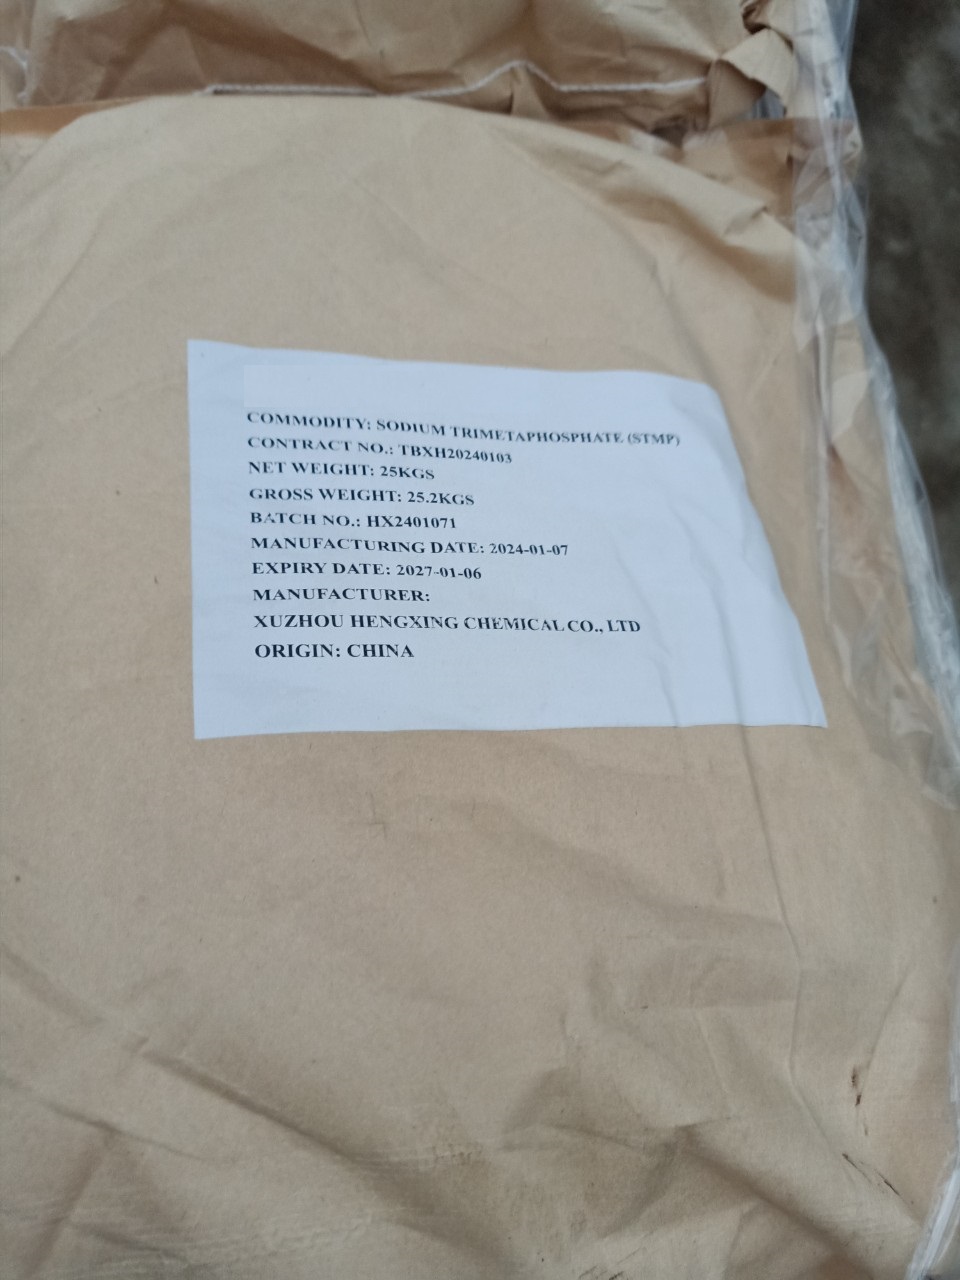 COMMODITY: SODIUM TRIMETAPHOSPHATE (STMP)
CONTRACT NO.: TBXH20240103
NET WEIGHT: 25KGS
GROSS WEIGHT: 25.2KGS
BATCH NO.: HX2401071
MANUFACTURING DATE: 2024-01-07
EXPIRY DATE: 2027-01-06
MANUFACTURER:
XUZHOU HENGXING CHEMICAL CO., LTD
ORIGIN: CHINA